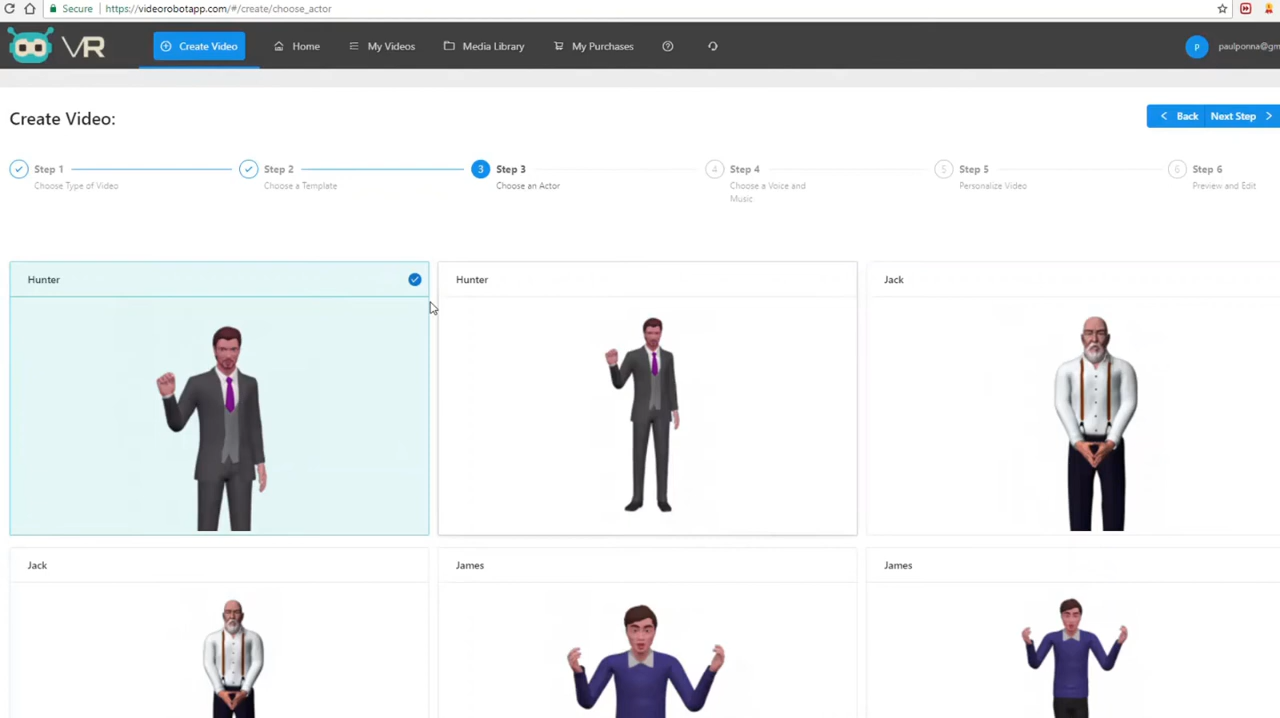 Secure https://videorobotapp.com/#/create/choose_actor
VR Create Video Home My Videos Media Library My Purchases P paulponna@gm
Create Video:
Back Next Step
Step 1 Step 2 3 Step 3 4 Step 4 5 Step 5 6 Step 6
Choose Type of Video Choose a Template Choose an Actor Choose a Voice and Personalize Video Preview and Edit
Music
Hunter Hunter Jack
Jack James James